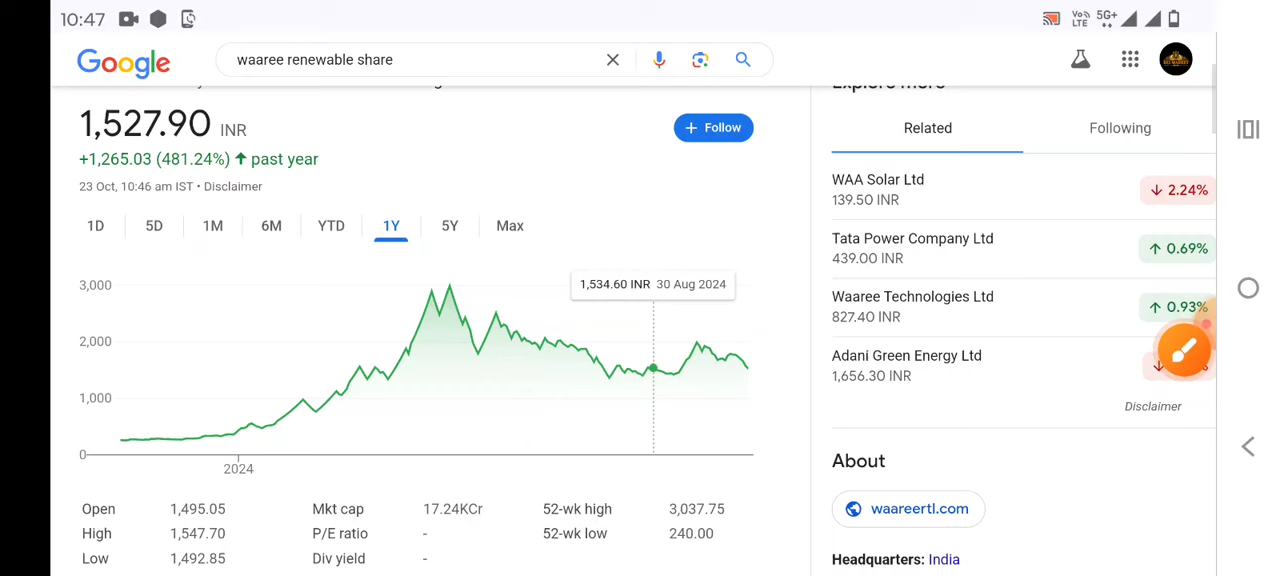 10:47
Vo) LTE 5G+
Google
waaree renewable share
1,527.90 INR
+ Follow
+1,265.03 (481.24%) ↑ past year
23 Oct, 10:46 am IST • Disclaimer
1D 5D 1M 6M YTD 1Y 5Y Max
1,534.60 INR 30 Aug 2024
3,000
2,000
1,000
0
2024
Open 1,495.05 Mkt cap 17.24KCr 52-wk high 3,037.75
High 1,547.70 P/E ratio - 52-wk low 240.00
Low 1,492.85 Div yield -
Explore more
Related Following
WAA Solar Ltd
139.50 INR
↓ 2.24%
Tata Power Company Ltd
439.00 INR
↑ 0.69%
Waaree Technologies Ltd
827.40 INR
↑ 0.93%
Adani Green Energy Ltd
1,656.30 INR
Disclaimer
About
waareertl.com
Headquarters: India